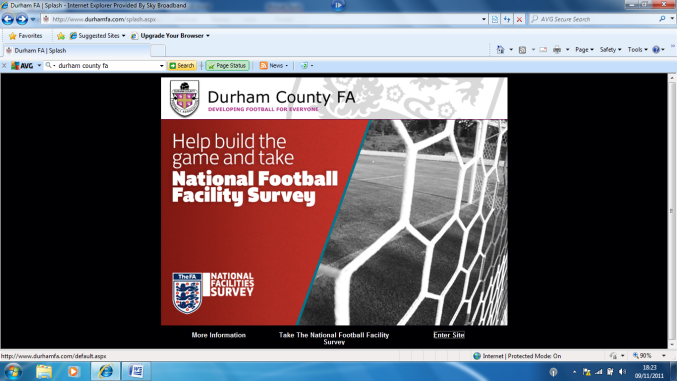 Durham FA | Splash - Internet Explorer Provided By Sky Broadband
http://www.durhamfa.com/splash.aspx
AVG Secure Search
Favorites
Suggested Sites
Upgrade Your Browser
Durham FA | Splash
Page
Safety
Tools
AVG
durham county fa
Search
Page Status
News
Durham County FA
DEVELOPING FOOTBALL FOR EVERYONE
Help build the
game and take
National Football
Facility Survey
The FA
NATIONAL
FACILITIES
SURVEY
More Information
Take The National Football Facility
Survey
Enter Site
http://www.durhamfa.com/default.aspx
Internet | Protected Mode: On
90%
18:23
09/11/2011